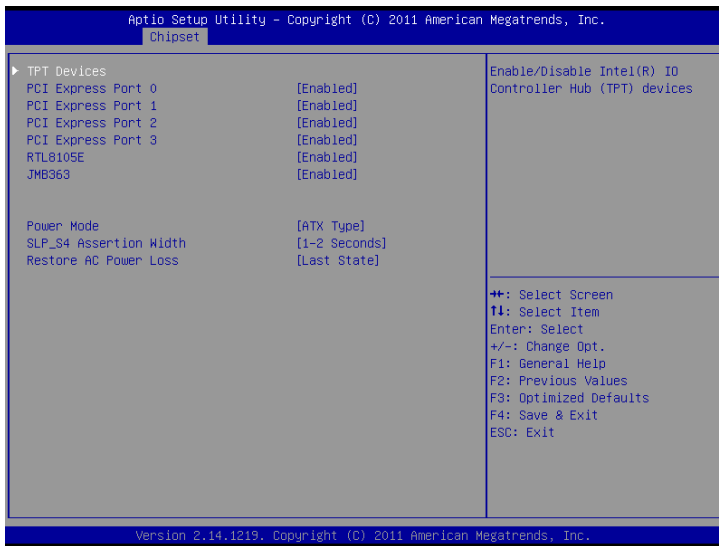 Aptio Setup Utility – Copyright (C) 2011 American Megatrends, Inc.
Chipset
TPT Devices
PCI Express Port 0 [Enabled]
PCI Express Port 1 [Enabled]
PCI Express Port 2 [Enabled]
PCI Express Port 3 [Enabled]
RTL8105E [Enabled]
JMB363 [Enabled]
Power Mode [ATX Type]
SLP_S4 Assertion Width [1-2 Seconds]
Restore AC Power Loss [Last State]
Enable/Disable Intel(R) IO
Controller Hub (TPT) devices
→←: Select Screen
↑↓: Select Item
Enter: Select
+/-: Change Opt.
F1: General Help
F2: Previous Values
F3: Optimized Defaults
F4: Save & Exit
ESC: Exit
Version 2.14.1219. Copyright (C) 2011 American Megatrends, Inc.